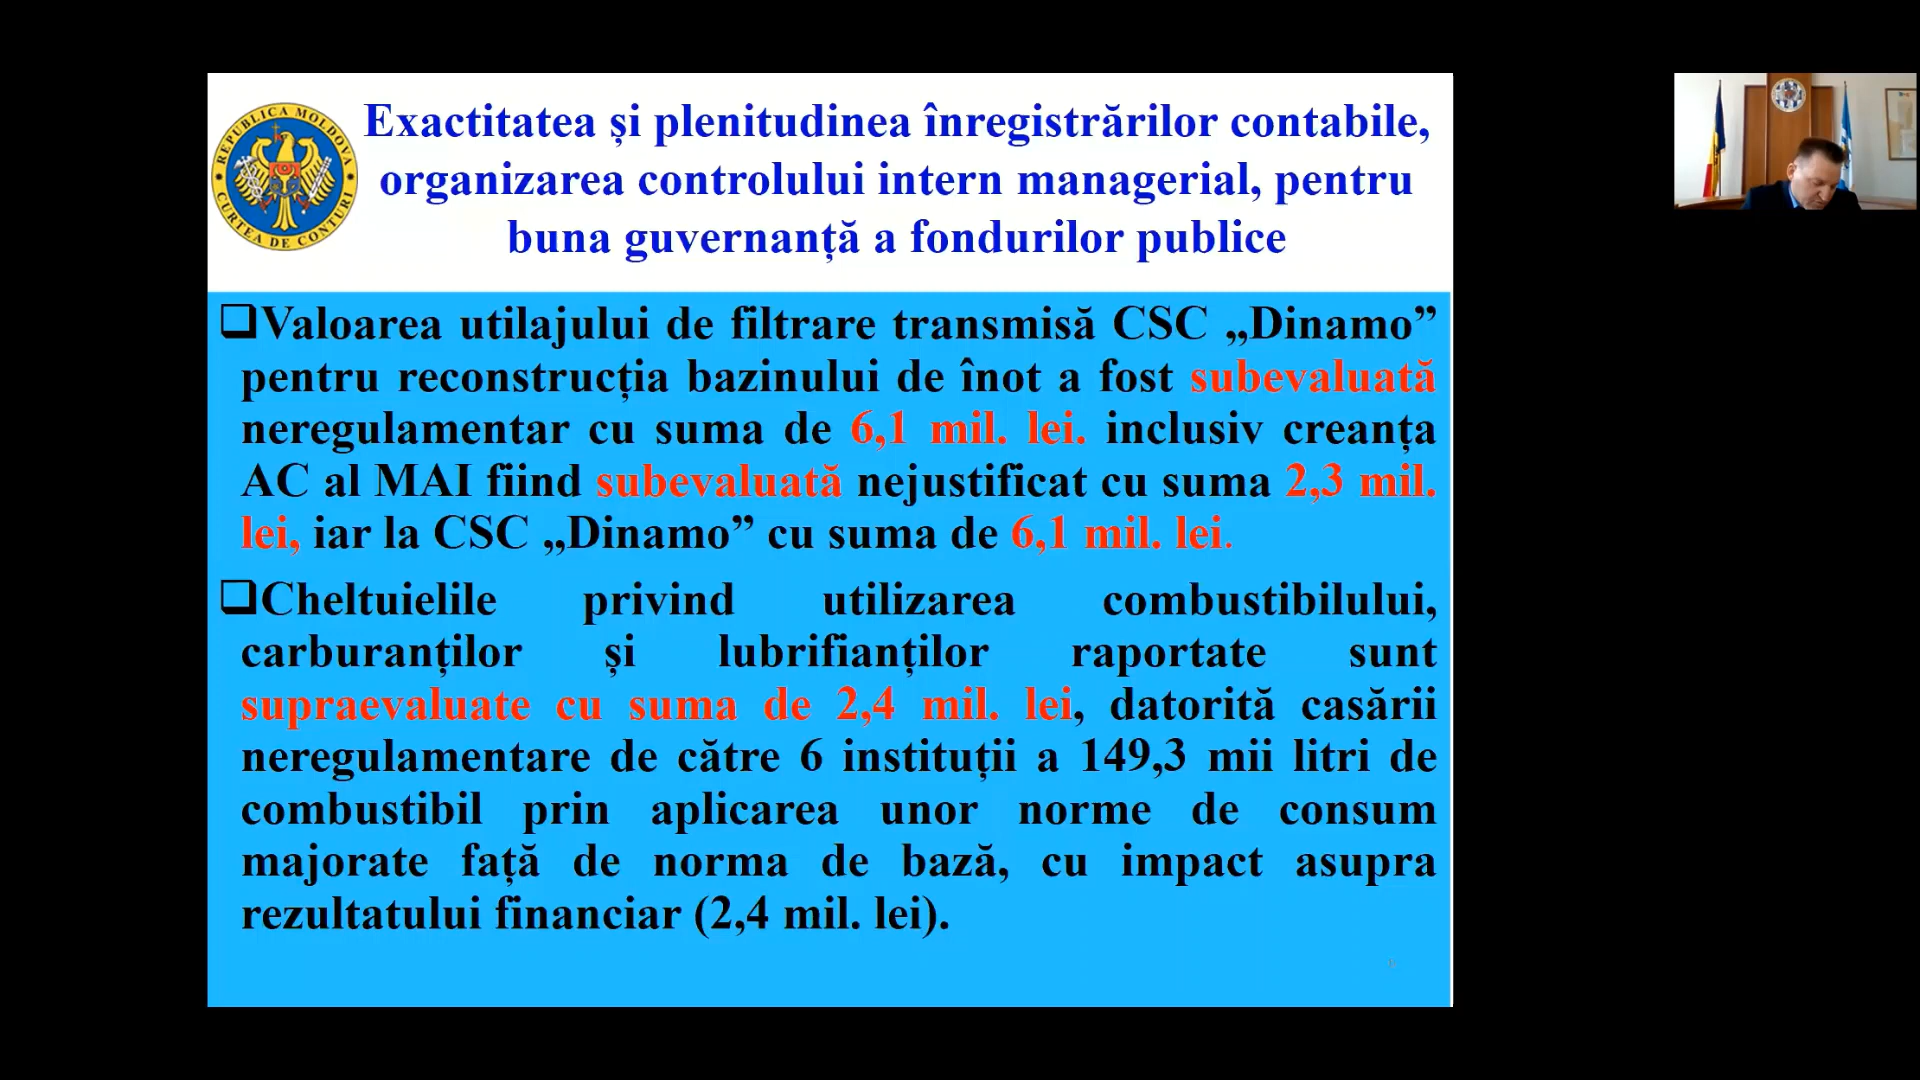 REPUBLICA MOLDOVA
CURTEA DE CONTURI
Exactitatea și plenitudinea înregistrărilor contabile,
organizarea controlului intern managerial, pentru
buna guvernanță a fondurilor publice
❑Valoarea utilajului de filtrare transmisă CSC „Dinamo”
pentru reconstrucția bazinului de înot a fost subevaluată
neregulamentar cu suma de 6,1 mil. lei. inclusiv creanța
AC al MAI fiind subevaluată nejustificat cu suma 2,3 mil.
lei, iar la CSC „Dinamo” cu suma de 6,1 mil. lei.
❑Cheltuielile privind utilizarea combustibilului,
carburanților și lubrifianților raportate sunt
supraevaluate cu suma de 2,4 mil. lei, datorită casării
neregulamentare de către 6 instituții a 149,3 mii litri de
combustibil prin aplicarea unor norme de consum
majorate față de norma de bază, cu impact asupra
rezultatului financiar (2,4 mil. lei).